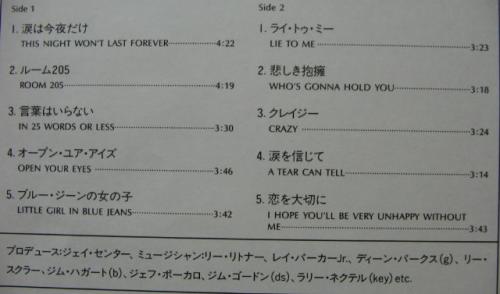 Side 1
1. 涙は今夜だけ
THIS NIGHT WON'T LAST FOREVER 4:22
2. ルーム205
ROOM 205 4:19
3. 言葉はいらない
IN 25 WORDS OR LESS 3:30
4. オープン・ユア・アイズ
OPEN YOUR EYES 3:46
5. ブルー・ジーンの女の子
LITTLE GIRL IN BLUE JEANS 3:42
Side 2
1. ライ・トゥ・ミー
LIE TO ME 3:23
2. 悲しき抱擁
WHO'S GONNA HOLD YOU 3:18
3. クレイジー
CRAZY 3:24
4. 涙を信じて
A TEAR CAN TELL 3:14
5. 恋を大切に
I HOPE YOU'LL BE VERY UNHAPPY WITHOUT
ME 3:43
プロデュース:ジェイ・センター、ミュージシャン:リー・リトナー、レイ・パーカーJr.、ディーン・パークス(g)、リー・
スクラー、ジム・ハガート(b)、ジェフ・ポーカロ、ジム・ゴードン(ds)、ラリー・ネクテル(key) etc.